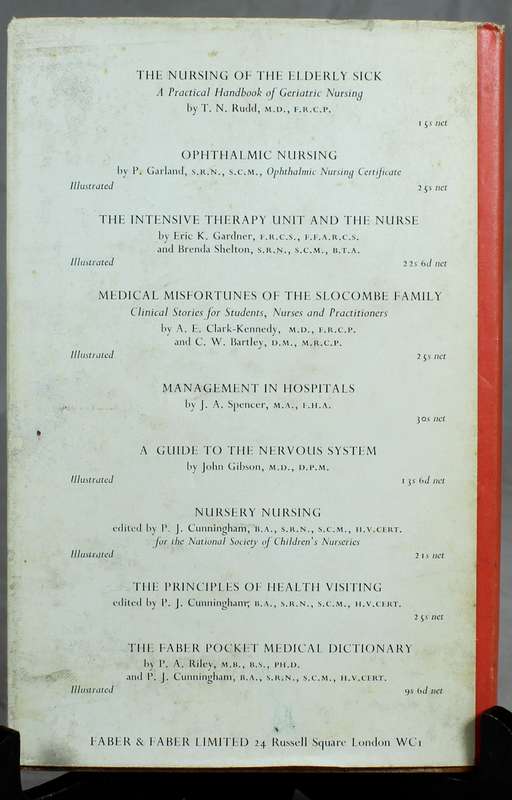 THE NURSING OF THE ELDERLY SICK
A Practical Handbook of Geriatric Nursing
by T. N. Rudd, M.D., F.R.C.P.
15s net
OPHTHALMIC NURSING
by P. Garland, S.R.N., S.C.M., Ophthalmic Nursing Certificate
Illustrated 25s net
THE INTENSIVE THERAPY UNIT AND THE NURSE
by Eric K. Gardner, F.R.C.S., F.F.A.R.C.S.
and Brenda Shelton, S.R.N., S.C.M., B.T.A.
Illustrated 22s 6d net
MEDICAL MISFORTUNES OF THE SLOCOMBE FAMILY
Clinical Stories for Students, Nurses and Practitioners
by A. E. Clark-Kennedy, M.D., F.R.C.P.
and C. W. Bartley, D.M., M.R.C.P.
Illustrated 25s net
MANAGEMENT IN HOSPITALS
by J. A. Spencer, M.A., F.H.A.
30s net
A GUIDE TO THE NERVOUS SYSTEM
by John Gibson, M.D., D.P.M.
Illustrated 13s 6d net
NURSERY NURSING
edited by P. J. Cunningham, B.A., S.R.N., S.C.M., H.V.CERT.
for the National Society of Children's Nurseries
Illustrated 21s net
THE PRINCIPLES OF HEALTH VISITING
edited by P. J. Cunningham, B.A., S.R.N., S.C.M., H.V.CERT.
25s net
THE FABER POCKET MEDICAL DICTIONARY
by P. A. Riley, M.B., B.S., PH.D.
and P. J. Cunningham, B.A., S.R.N., S.C.M., H.V.CERT.
Illustrated 9s 6d net
FABER & FABER LIMITED 24 Russell Square London WC1